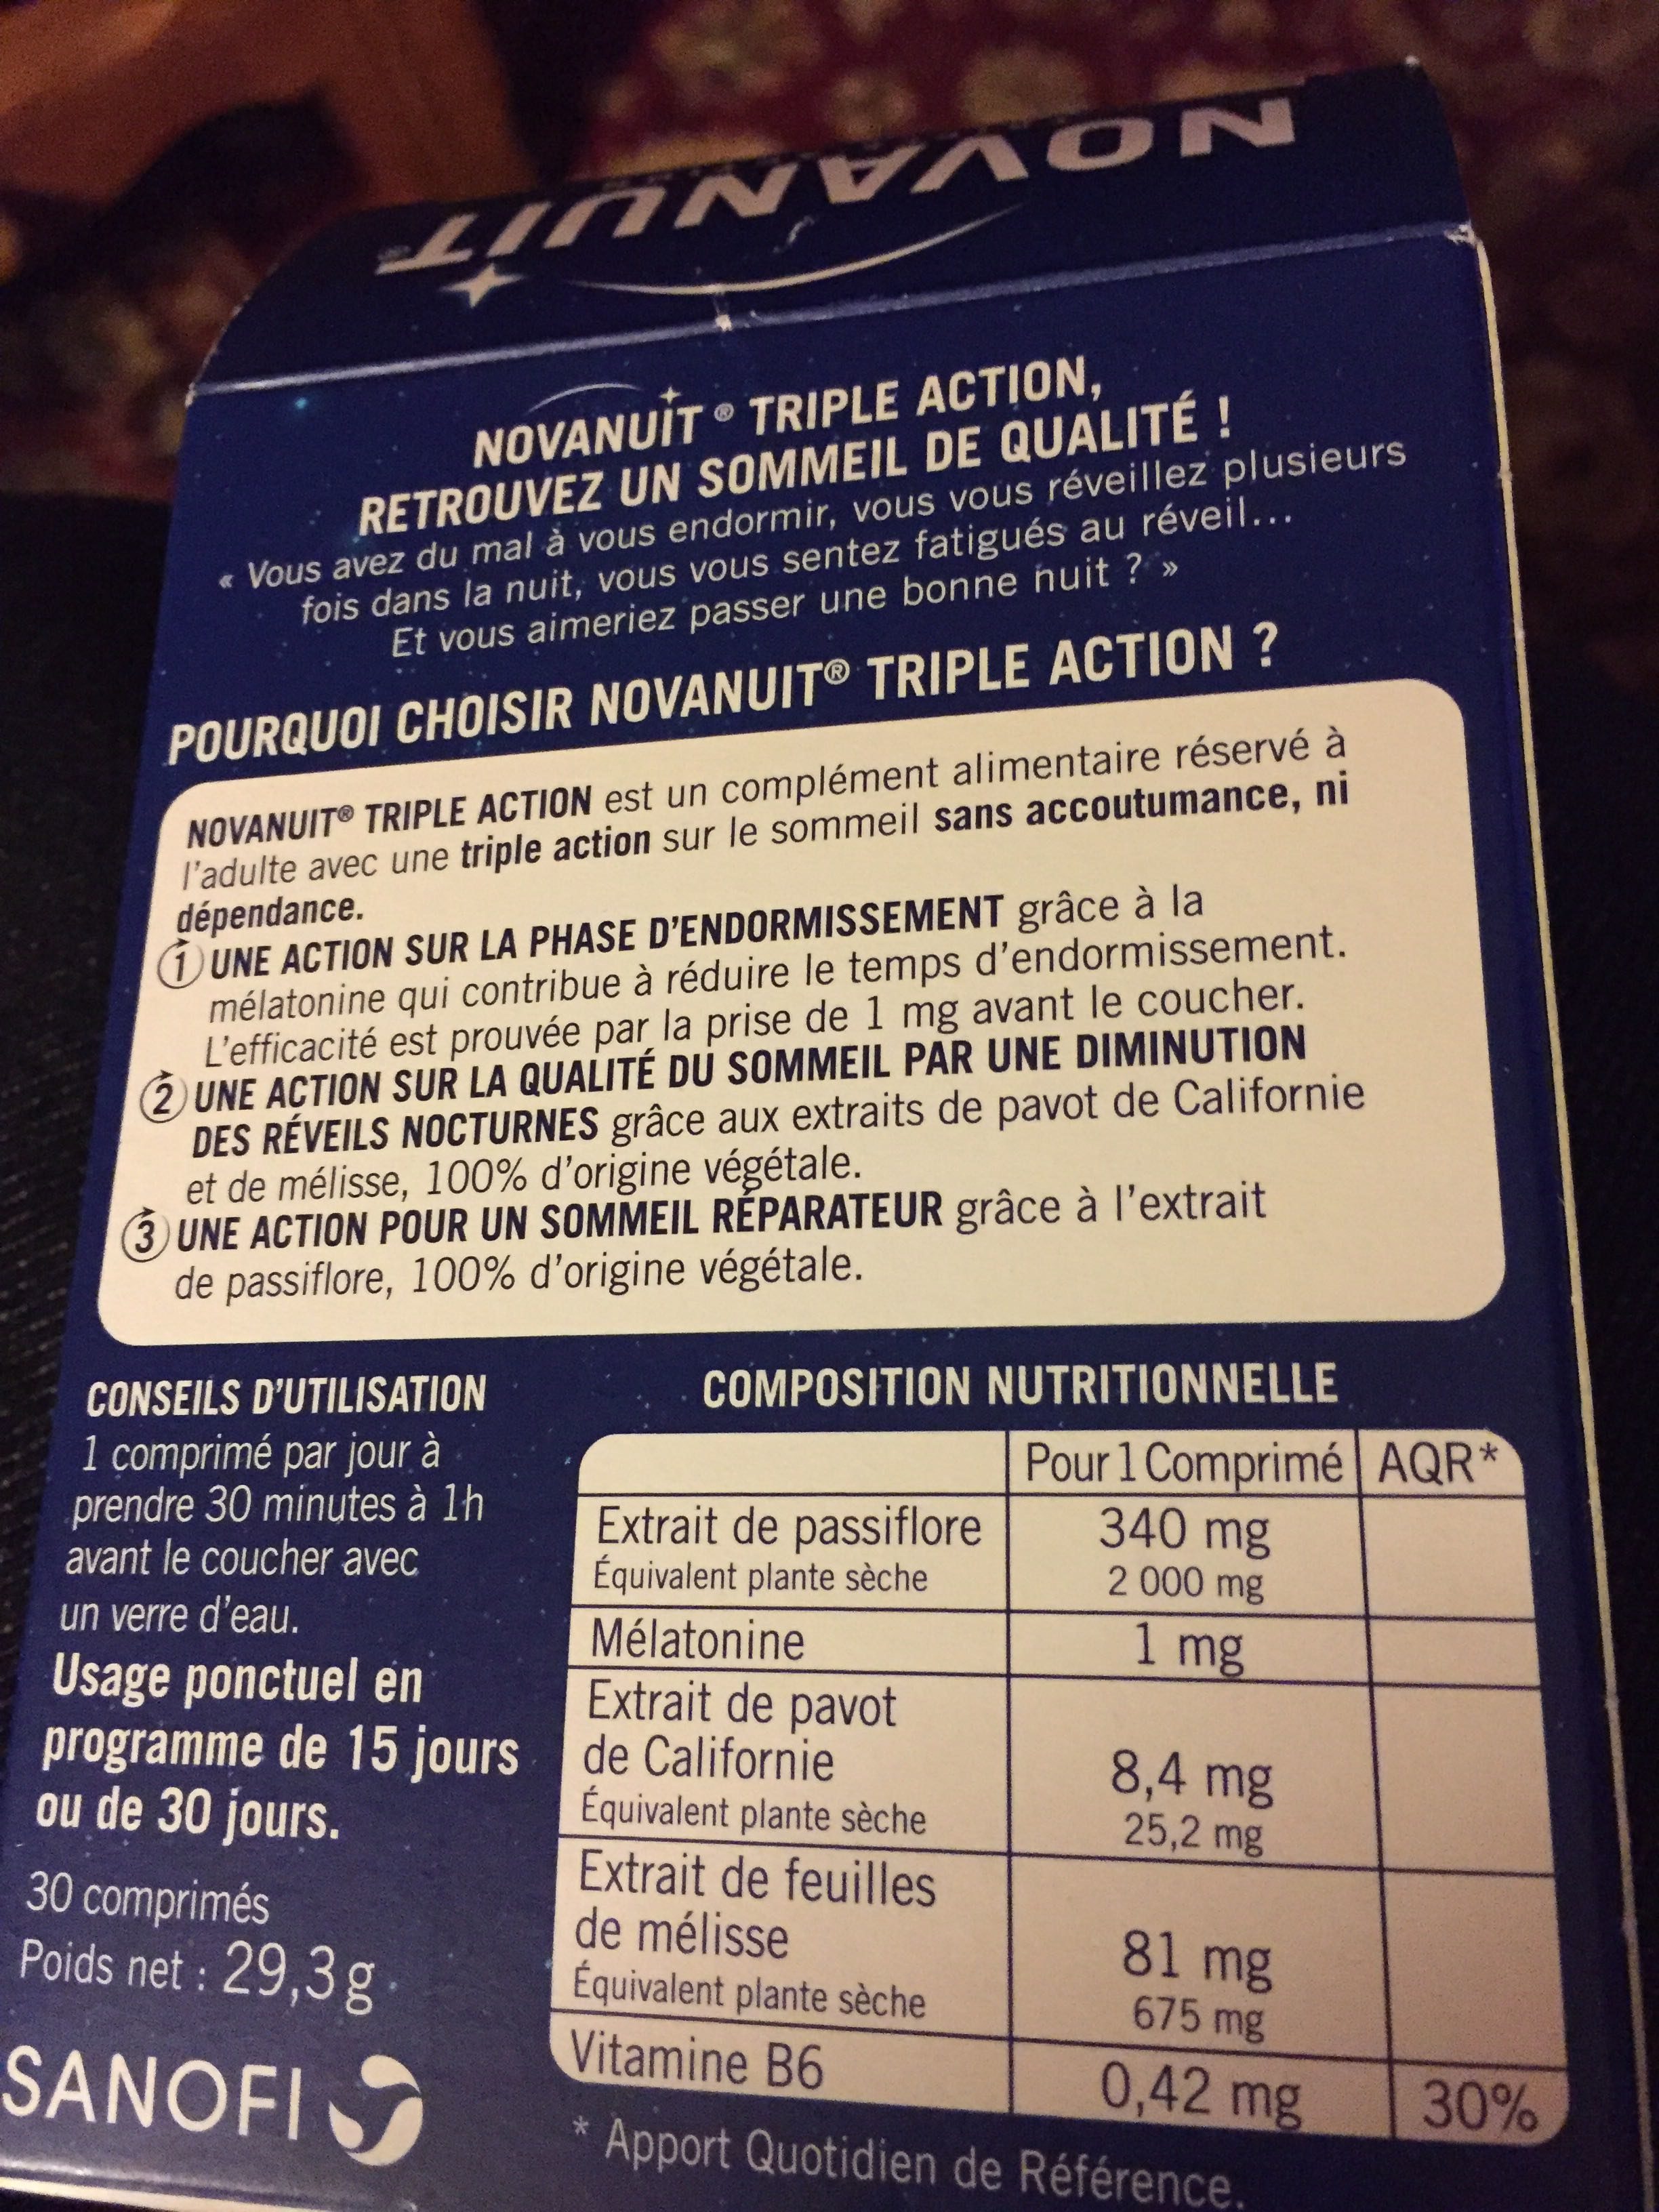 NOVANUIT®
NOVANUIT® TRIPLE ACTION,
RETROUVEZ UN SOMMEIL DE QUALITÉ !
« Vous avez du mal à vous endormir, vous vous réveillez plusieurs
fois dans la nuit, vous vous sentez fatigués au réveil...
Et vous aimeriez passer une bonne nuit ? »
POURQUOI CHOISIR NOVANUIT® TRIPLE ACTION ?
NOVANUIT® TRIPLE ACTION est un complément alimentaire réservé à
l'adulte avec une triple action sur le sommeil sans accoutumance, ni
dépendance.
1 UNE ACTION SUR LA PHASE D'ENDORMISSEMENT grâce à la
mélatonine qui contribue à réduire le temps d'endormissement.
L'efficacité est prouvée par la prise de 1 mg avant le coucher.
2 UNE ACTION SUR LA QUALITÉ DU SOMMEIL PAR UNE DIMINUTION
DES RÉVEILS NOCTURNES grâce aux extraits de pavot de Californie
et de mélisse, 100% d'origine végétale.
3 UNE ACTION POUR UN SOMMEIL RÉPARATEUR grâce à l'extrait
de passiflore, 100% d'origine végétale.
CONSEILS D'UTILISATION
1 comprimé par jour à
prendre 30 minutes à 1h
avant le coucher avec
un verre d'eau.
Usage ponctuel en
programme de 15 jours
ou de 30 jours.
30 comprimés
Poids net : 29,3 g
SANOFI
COMPOSITION NUTRITIONNELLE
Pour 1 Comprimé AQR*
Extrait de passiflore 340 mg
Équivalent plante sèche 2 000 mg
Mélatonine 1 mg
Extrait de pavot
de Californie 8,4 mg
Équivalent plante sèche 25,2 mg
Extrait de feuilles
de mélisse 81 mg
Équivalent plante sèche 675 mg
Vitamine B6 0,42 mg 30%
* Apport Quotidien de Référence.